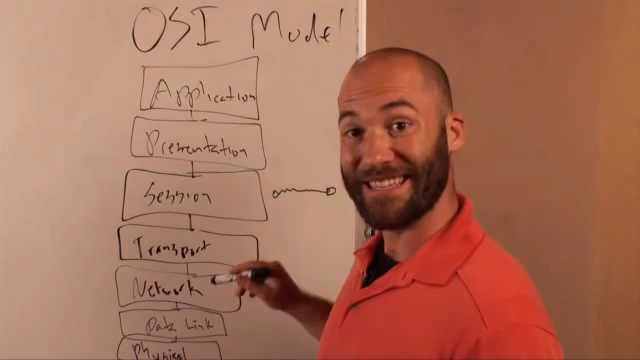 OSI Model
Application
Presentation
Session
Transport
Network
Data Link
Physical